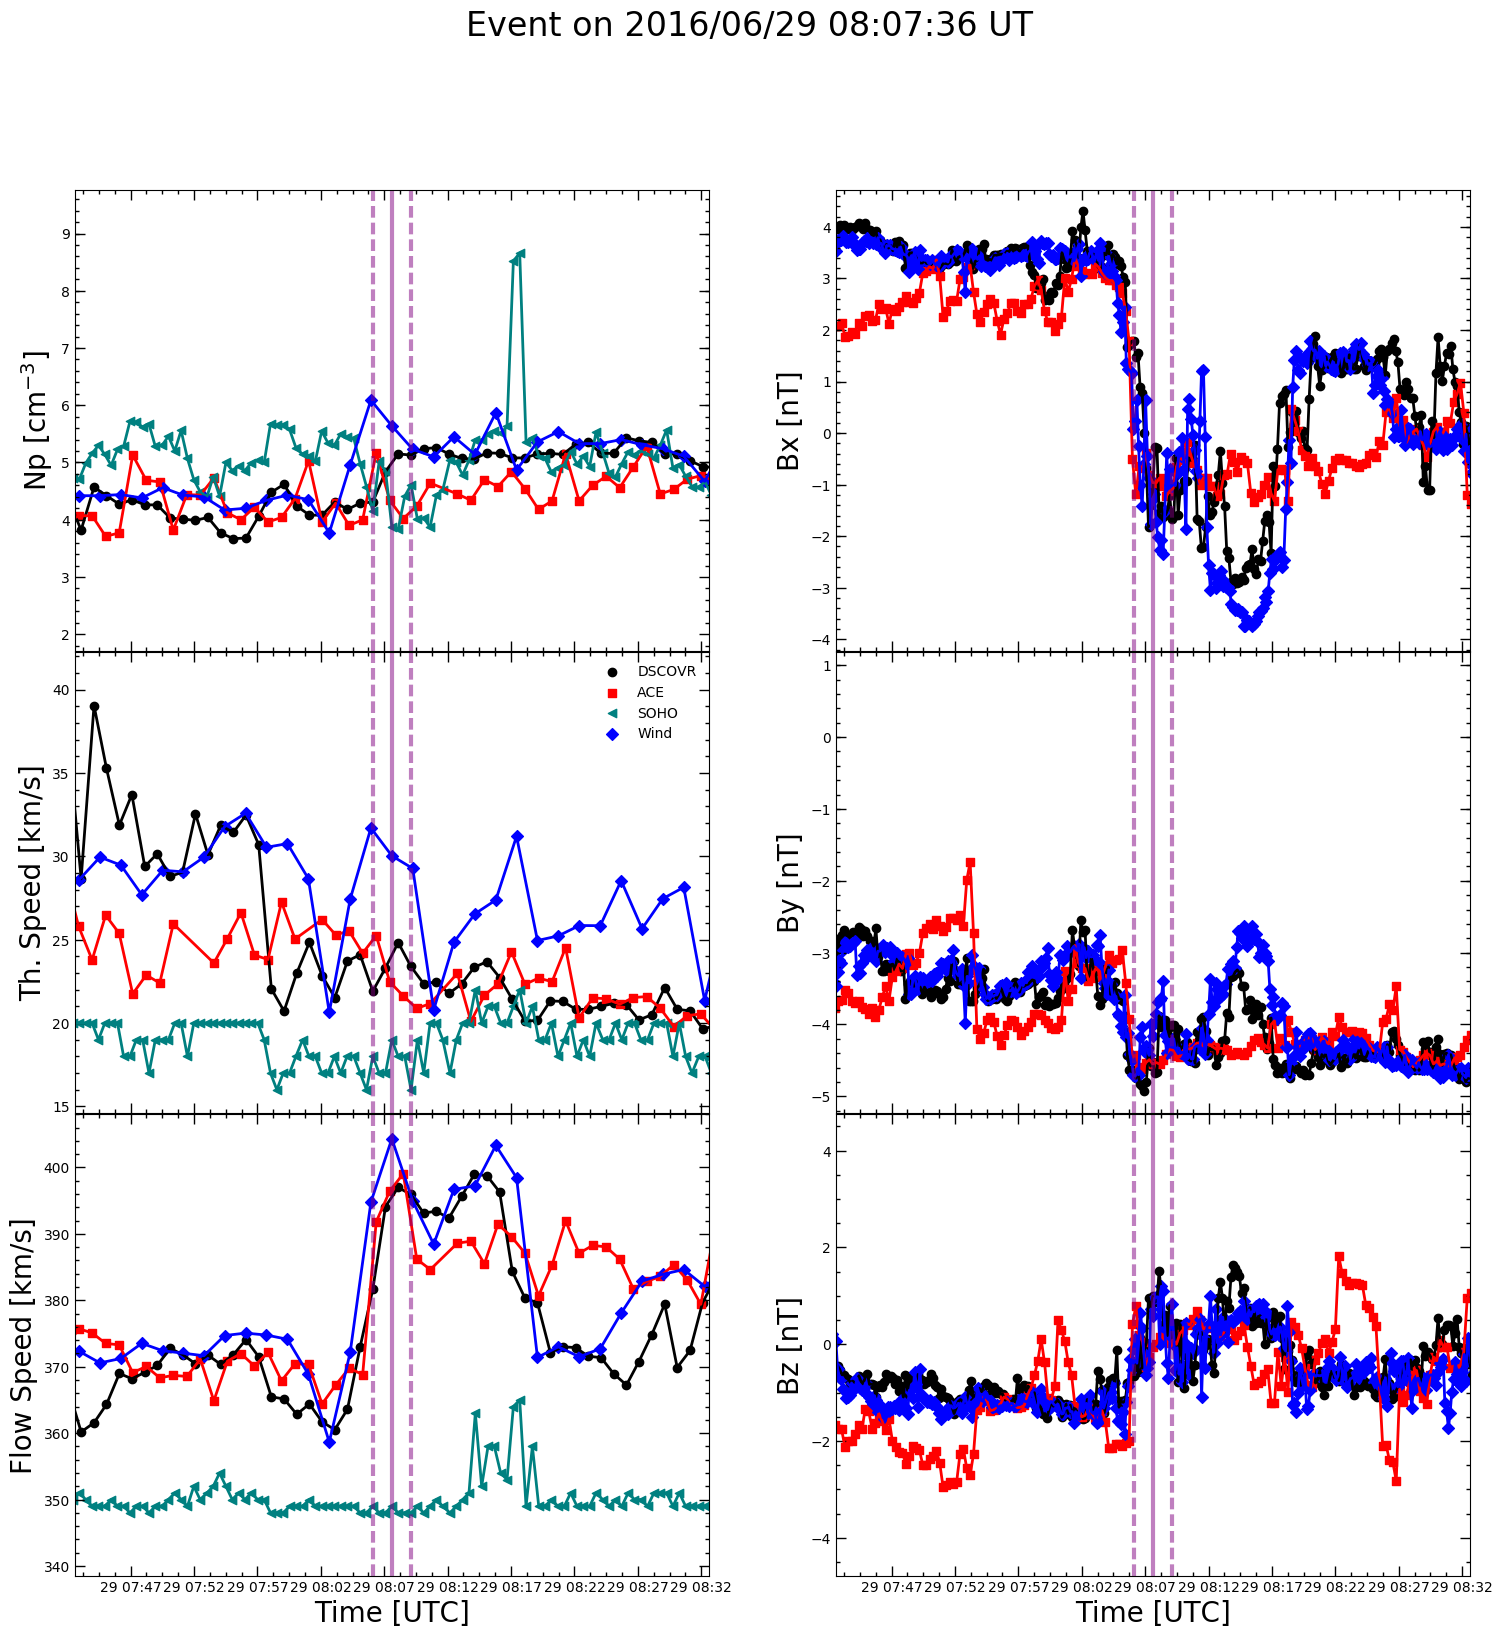 Event on 2016/06/29 08:07:36 UT
Np [cm⁻³]
9
8
7
6
5
4
3
2
Th. Speed [km/s]
40
35
30
25
20
15
DSCOVR
ACE
SOHO
Wind
Flow Speed [km/s]
400
390
380
370
360
350
340
29 07:47 29 07:52 29 07:57 29 08:02 29 08:07 29 08:12 29 08:17 29 08:22 29 08:27 29 08:32
Time [UTC]
Bx [nT]
4
3
2
1
0
−1
−2
−3
−4
By [nT]
1
0
−1
−2
−3
−4
−5
Bz [nT]
4
2
0
−2
−4
29 07:47 29 07:52 29 07:57 29 08:02 29 08:07 29 08:12 29 08:17 29 08:22 29 08:27 29 08:32
Time [UTC]